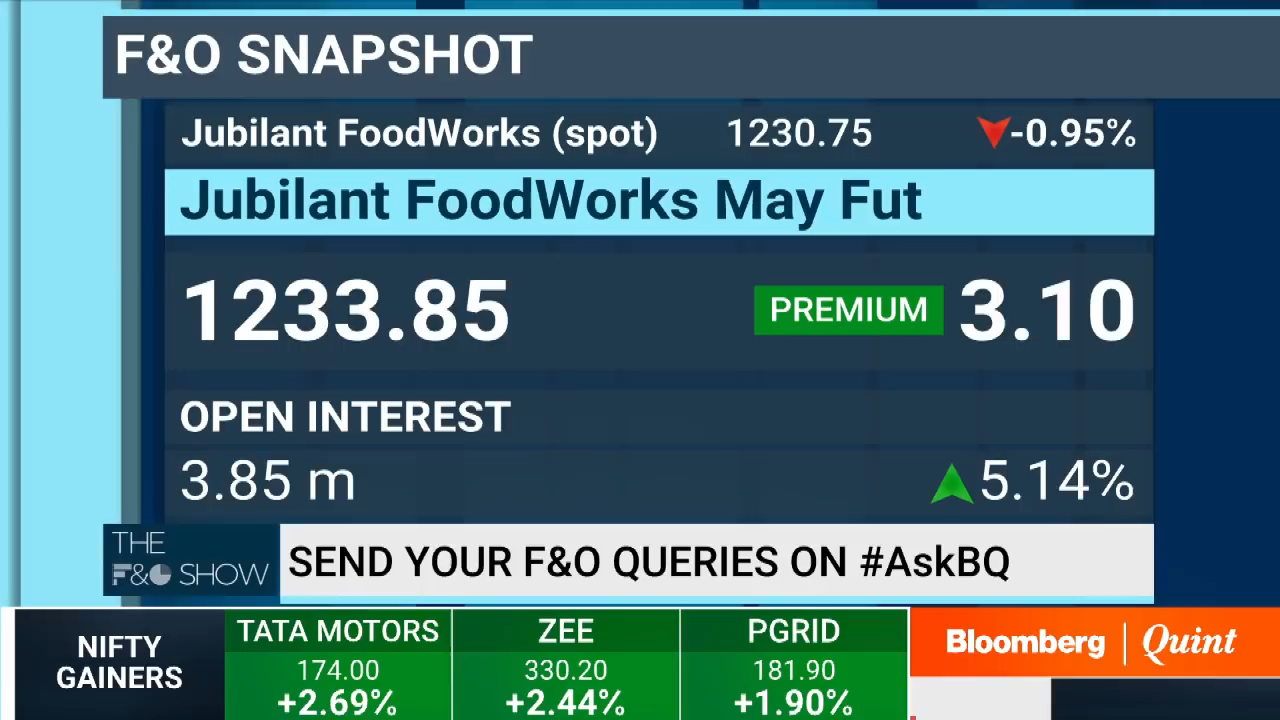 F&O SNAPSHOT
Jubilant FoodWorks (spot) 1230.75 -0.95%
Jubilant FoodWorks May Fut
1233.85 PREMIUM 3.10
OPEN INTEREST
3.85 m 5.14%
THE
F&O SHOW
SEND YOUR F&O QUERIES ON #AskBQ
NIFTY
GAINERS
TATA MOTORS
174.00
+2.69%
ZEE
330.20
+2.44%
PGRID
181.90
+1.90%
Bloomberg | Quint